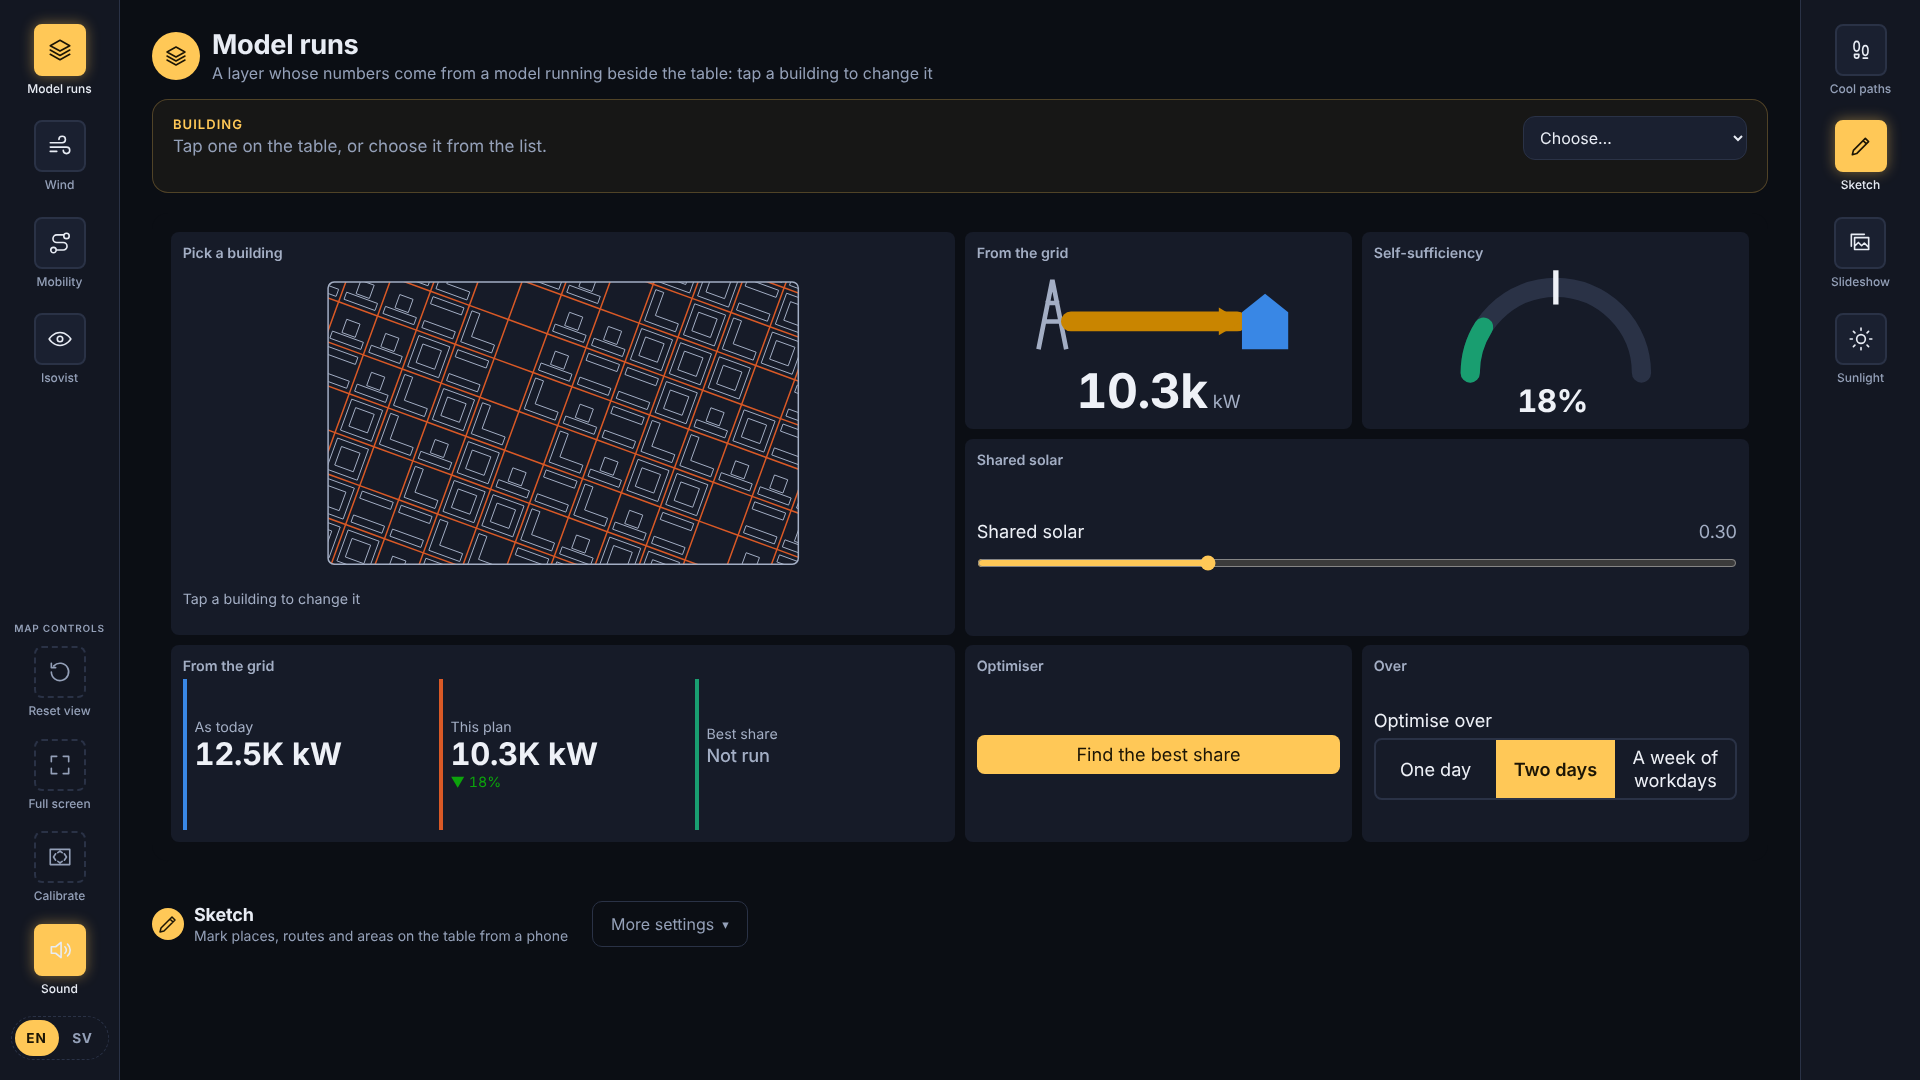 Model runs
Wind
Mobility
Isovist
MAP CONTROLS
Reset view
Full screen
Calibrate
Sound
EN SV
Model runs
A layer whose numbers come from a model running beside the table: tap a building to change it
BUILDING
Tap one on the table, or choose it from the list.
Choose...
Pick a building
Tap a building to change it
From the grid
10.3k kW
Self-sufficiency
18%
Shared solar
Shared solar 0.30
From the grid
As today
12.5K kW
This plan
10.3K kW
▼ 18%
Best share
Not run
Optimiser
Find the best share
Over
Optimise over
One day
Two days
A week of
workdays
Sketch
Mark places, routes and areas on the table from a phone
More settings ▾
Cool paths
Sketch
Slideshow
Sunlight